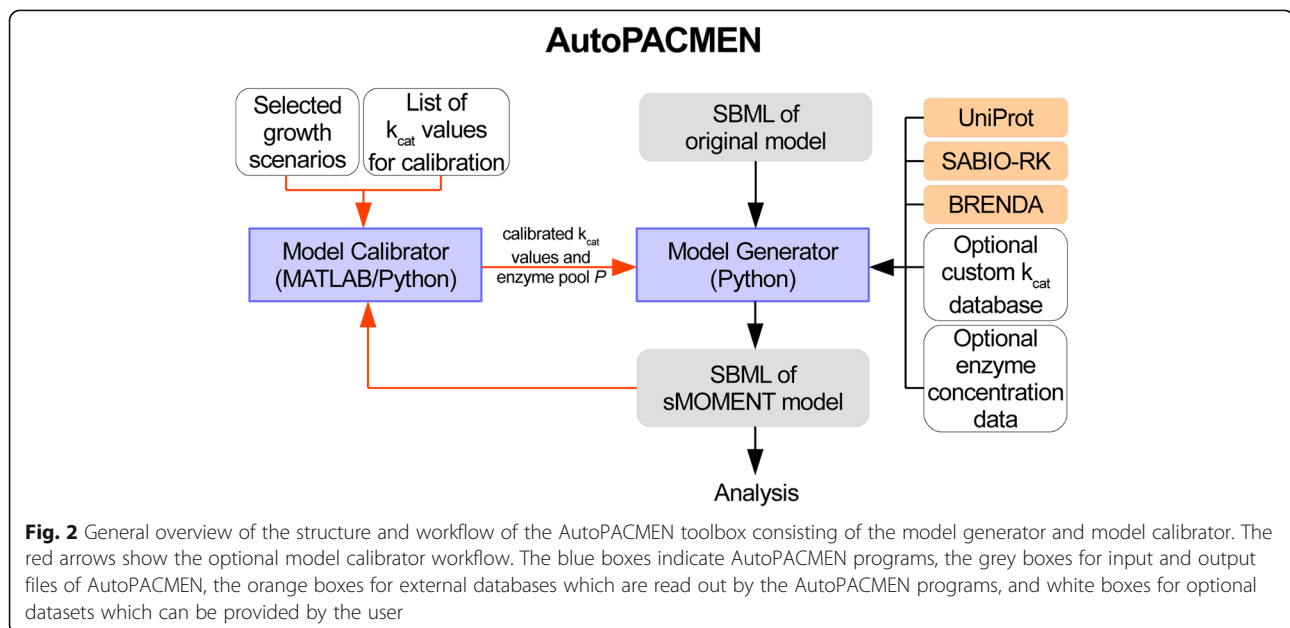 AutoPACMEN
Selected
growth
scenarios
List of
kcat values
for calibration
SBML of
original model
UniProt
SABIO-RK
BRENDA
Optional
custom kcat
database
Optional
enzyme
concentration
data
Model Calibrator
(MATLAB/Python)
calibrated kcat
values and
enzyme pool P
Model Generator
(Python)
SBML of
sMOMENT model
Analysis
Fig. 2 General overview of the structure and workflow of the AutoPACMEN toolbox consisting of the model generator and model calibrator. The
red arrows show the optional model calibrator workflow. The blue boxes indicate AutoPACMEN programs, the grey boxes for input and output
files of AutoPACMEN, the orange boxes for external databases which are read out by the AutoPACMEN programs, and white boxes for optional
datasets which can be provided by the user